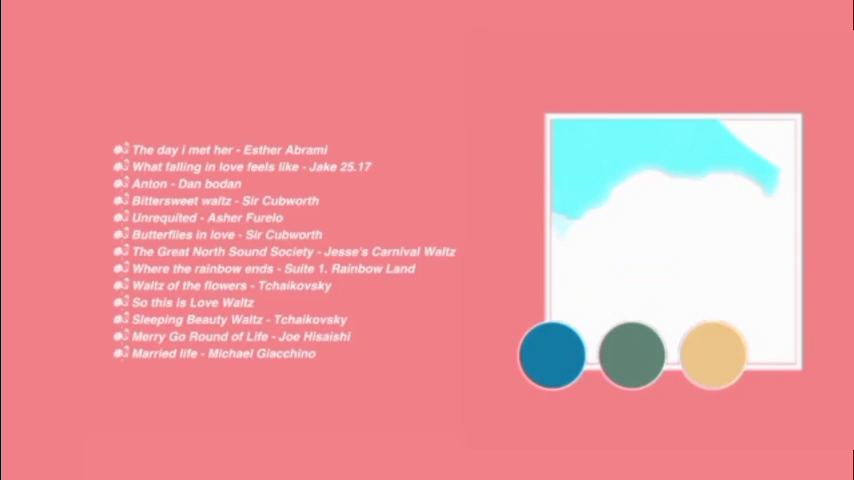 The day i met her - Esther Abrami
What falling in love feels like - Jake 25.17
Anton - Dan bodan
Bittersweet waltz - Sir Cubworth
Unrequited - Asher Furelo
Butterflies in love - Sir Cubworth
The Great North Sound Society - Jesse's Carnival Waltz
Where the rainbow ends - Suite 1. Rainbow Land
Waltz of the flowers - Tchaikovsky
So this is Love Waltz
Sleeping Beauty Waltz - Tchaikovsky
Merry Go Round of Life - Joe Hisaishi
Married life - Michael Giacchino